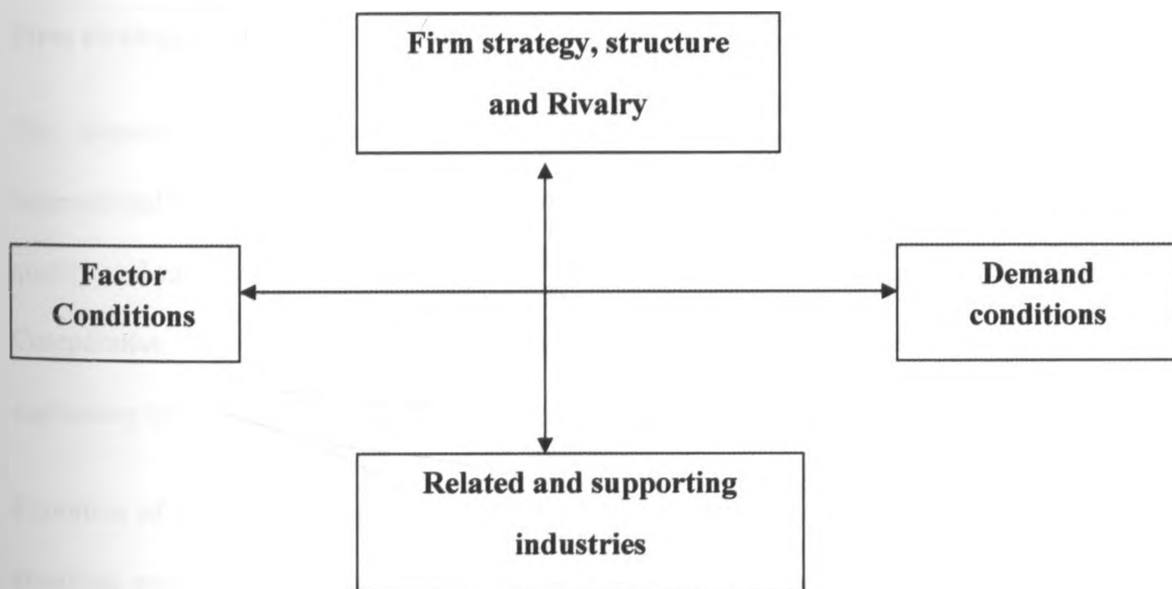 Firm strategy, structure
and Rivalry
Factor
Conditions
Demand
conditions
Related and supporting
industries